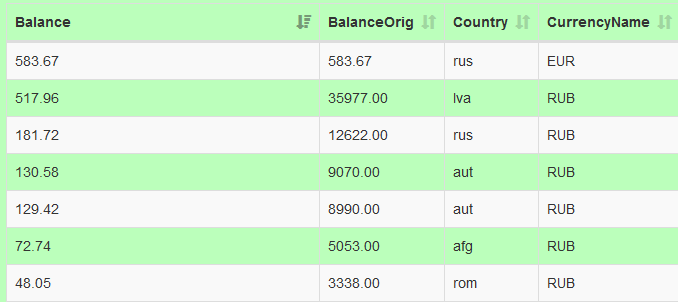 Balance BalanceOrig Country CurrencyName
583.67 583.67 rus EUR
517.96 35977.00 lva RUB
181.72 12622.00 rus RUB
130.58 9070.00 aut RUB
129.42 8990.00 aut RUB
72.74 5053.00 afg RUB
48.05 3338.00 rom RUB